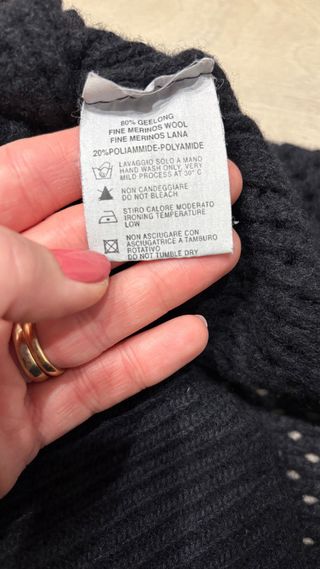 80% GEELONG
FINE MERINOS WOOL
FINE MERINOS LANA
20%POLIAMMIDE-POLYAMIDE
LAVAGGIO SOLO A MANO
HAND WASH ONLY, VERY
MILD PROCESS AT 30° C
NON CANDEGGIARE
DO NOT BLEACH
STIRO CALORE MODERATO
IRONING TEMPERATURE
LOW
NON ASCIUGARE CON
ASCIUGATRICE A TAMBURO
ROTATIVO
DO NOT TUMBLE DRY